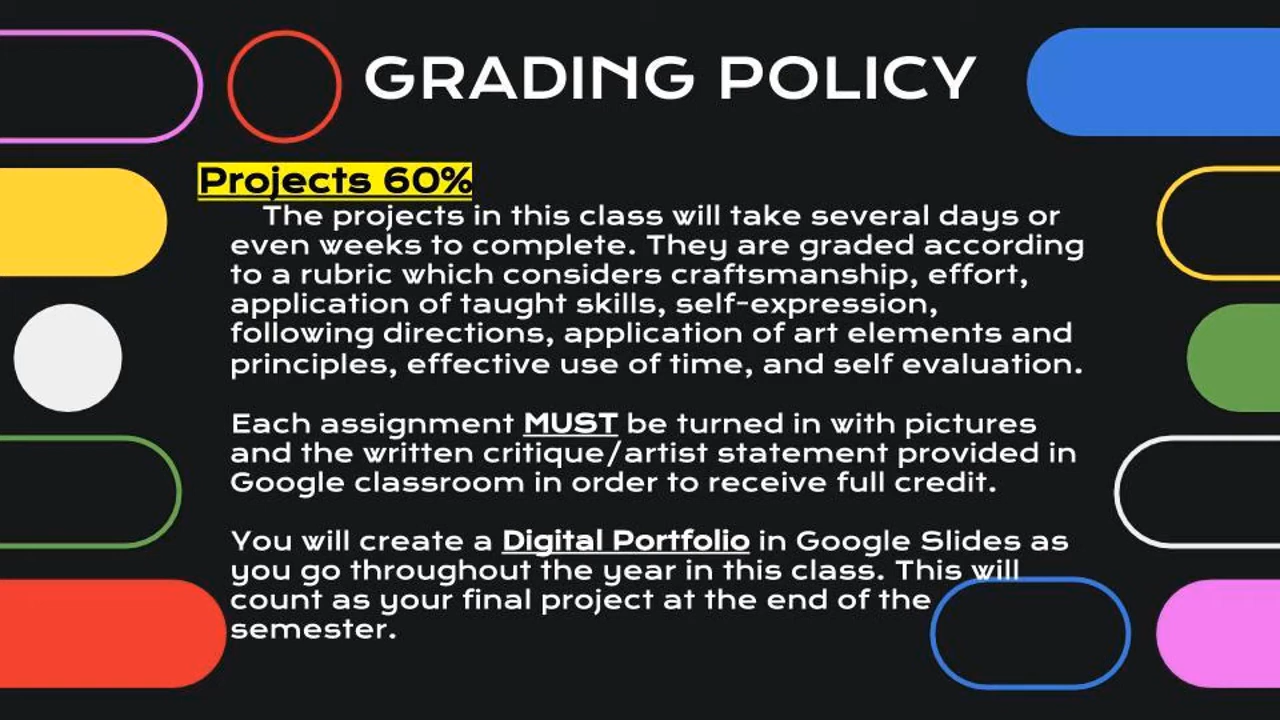 GRADING POLICY
Projects 60%
The projects in this class will take several days or
even weeks to complete. They are graded according
to a rubric which considers craftsmanship, effort,
application of taught skills, self-expression,
following directions, application of art elements and
principles, effective use of time, and self evaluation.
Each assignment MUST be turned in with pictures
and the written critique/artist statement provided in
Google classroom in order to receive full credit.
You will create a Digital Portfolio in Google Slides as
you go throughout the year in this class. This will
count as your final project at the end of the
semester.